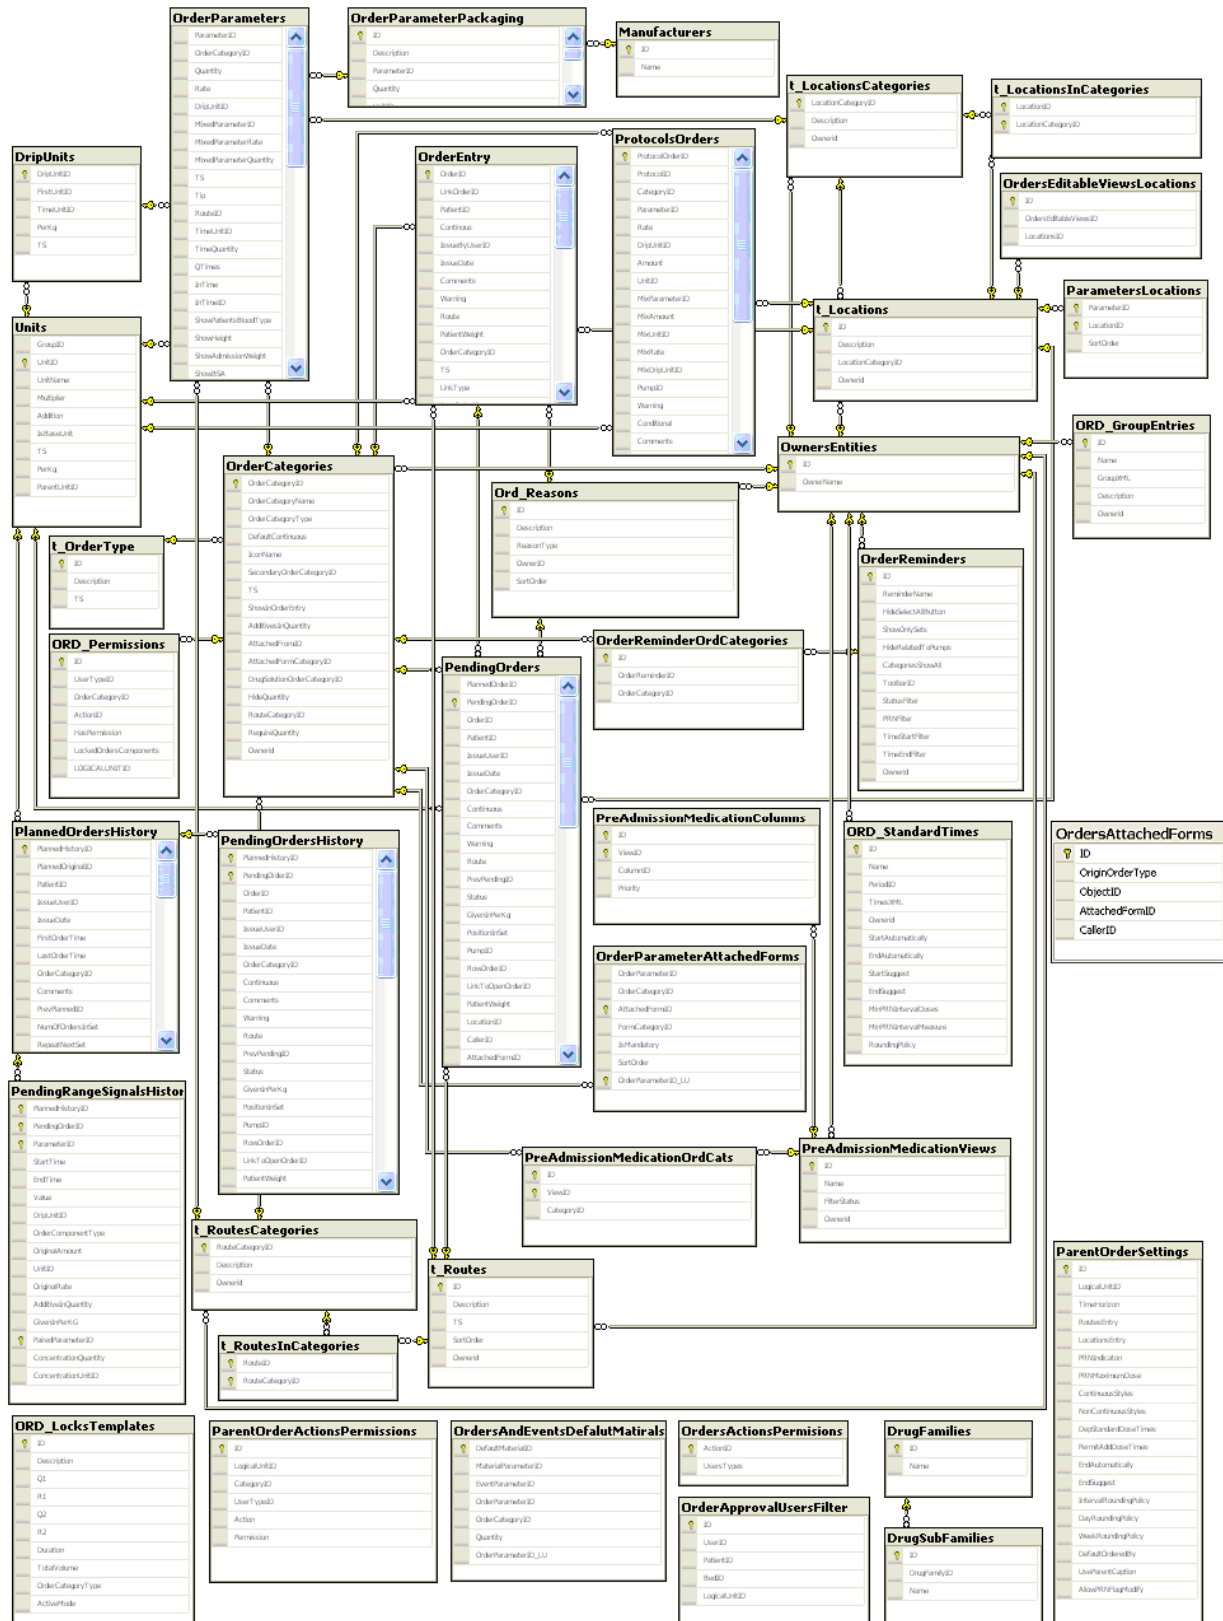 OrderParameters
ParameterID
OrderCategoryID
Quantity
Rate
DripUnitID
MixedParameterID
MixedParameterRate
MixedParameterQuantity
TS
Tip
RouteID
TimeUnitID
TimeQuantity
QTimes
InTime
InTimeID
ShowPatientsBloodType
ShowHeight
ShowAdmissionWeight
ShowBSA
OrderParameterPackaging
ID
Description
ParameterID
Quantity
Manufacturers
ID
Name
t_LocationsCategories
LocationCategoryID
Description
OwnerId
t_LocationsInCategories
LocationID
LocationCategoryID
DripUnits
DripUnitID
FirstUnitID
TimeUnitID
PerKg
TS
OrderEntry
OrderID
LinkOrderID
PatientID
Continous
IssueByUserID
IssueDate
Comments
Warning
Route
PatientWeight
OrderCategoryID
TS
LinkType
ProtocolsOrders
ProtocolOrderID
ProtocolID
CategoryID
ParameterID
Rate
DripUnitID
Amount
UnitID
MixParameterID
MixAmount
MixUnitID
MixRate
MixDripUnitID
PumpID
Warning
Conditional
Comments
OrdersEditableViewsLocations
ID
OrdersEditableViewsID
LocationsID
ParametersLocations
ParameterID
LocationID
SortOrder
t_Locations
ID
Description
LocationCategoryID
OwnerId
Units
GroupID
UnitID
UnitName
Multiplier
Addition
IsBaseUnit
TS
PerKg
ParentUnitID
ORD_GroupEntries
ID
Name
GroupXML
Description
OwnerId
OwnersEntities
ID
OwnerName
OrderCategories
OrderCategoryID
OrderCategoryName
OrderCategoryType
DefaultContinuous
IconName
SecondaryOrderCategoryID
TS
ShowInOrderEntry
AdditivesInQuantity
AttachedFromID
AttachedFormCategoryID
DrugSolutionOrderCategoryID
HideQuantity
RouteCategoryID
RequireQuantity
OwnerId
Ord_Reasons
ID
Description
ReasonType
OwnerID
SortOrder
t_OrderType
ID
Description
TS
OrderReminders
ID
ReminderName
HideSelectAllButton
ShowOnlySets
HideRelatedToPumps
CategoriesShowAll
ToolbarID
StatusFilter
PRNFilter
TimeStartFilter
TimeEndFilter
OwnerId
ORD_Permissions
ID
UserTypeID
OrderCategoryID
ActionID
HasPermission
LockedOrdersComponents
LOGICALUNITID
OrderReminderOrdCategories
ID
OrderReminderID
OrderCategoryID
PendingOrders
PlannedOrderID
PendingOrderID
OrderID
PatientID
IssueUserID
IssueDate
OrderCategoryID
Continuous
Comments
Warning
Route
PrevPendingID
Status
GivenInPerKg
PositionInSet
PumpID
RowOrderID
LinkToOpenOrderID
PatientWeight
LocationID
CallerID
AttachedFormID
PlannedOrdersHistory
PlannedHistoryID
PlannedOriginalID
PatientID
IssueUserID
IssueDate
FirstOrderTime
LastOrderTime
OrderCategoryID
Comments
PrevPlannedID
NumOfOrdersInSet
RepeatNextSet
PendingOrdersHistory
PlannedHistoryID
PendingOrderID
OrderID
PatientID
IssueUserID
IssueDate
OrderCategoryID
Continuous
Comments
Warning
Route
PrevPendingID
Status
GivenInPerKg
PositionInSet
PumpID
RowOrderID
LinkToOpenOrderID
PatientWeight
PreAdmissionMedicationColumns
ID
ViewID
ColumnID
Priority
ORD_StandardTimes
ID
Name
PeriodID
TimesXML
OwnerId
StartAutomatically
EndAutomatically
StartSuggest
EndSuggest
MinPRNIntervalDoses
MinPRNIntervalMeasure
RoundingPolicy
OrdersAttachedForms
ID
OriginOrderType
ObjectID
AttachedFormID
CallerID
OrderParameterAttachedForms
OrderParameterID
OrderCategoryID
AttachedFormID
FormCategoryID
IsMandatory
SortOrder
OrderParameterID_LU
PendingRangeSignalsHistor
PlannedHistoryID
PendingOrderID
ParameterID
StartTime
EndTime
Value
DripUnitID
OrderComponentType
OriginalAmount
UnitID
OriginalRate
AdditiveInQuantity
GivenInPerKG
PairedParameterID
ConcentrationQuantity
ConcentrationUnitID
PreAdmissionMedicationOrdCats
ID
ViewID
CategoryID
PreAdmissionMedicationViews
ID
Name
FilterStatus
OwnerId
t_RoutesCategories
RouteCategoryID
Description
OwnerId
t_Routes
ID
Description
TS
SortOrder
OwnerId
t_RoutesInCategories
RouteID
RouteCategoryID
ParentOrderSettings
ID
LogicalUnitID
TimeHorizon
RoutesEntry
LocationsEntry
PRNIndication
PRNMaximumDose
ContinuousStyles
NonContinuousStyles
DepStandardDoseTimes
PermitAddDoseTimes
EndAutomatically
EndSuggest
IntervalRoundingPolicy
DayRoundingPolicy
WeekRoundingPolicy
DefaultOrderedBy
UseParentCaption
AllowPRNFlagModify
ORD_LocksTemplates
ID
Description
Q1
R1
Q2
R2
Duration
TotalVolume
OrderCategoryType
ActiveMode
ParentOrderActionsPermissions
ID
LogicalUnitID
CategoryID
UserTypeID
Action
Permission
OrdersAndEventsDefalutMatirals
DefaultMaterialID
MaterialParameterID
EventParameterID
OrderParameterID
OrderCategoryID
Quantity
OrderParameterID_LU
OrdersActionsPermisions
ActionID
UsersTypes
OrderApprovalUsersFilter
ID
UserID
PatientID
BedID
LogicalUnitID
DrugFamilies
ID
Name
DrugSubFamilies
ID
DrugFamilyID
Name